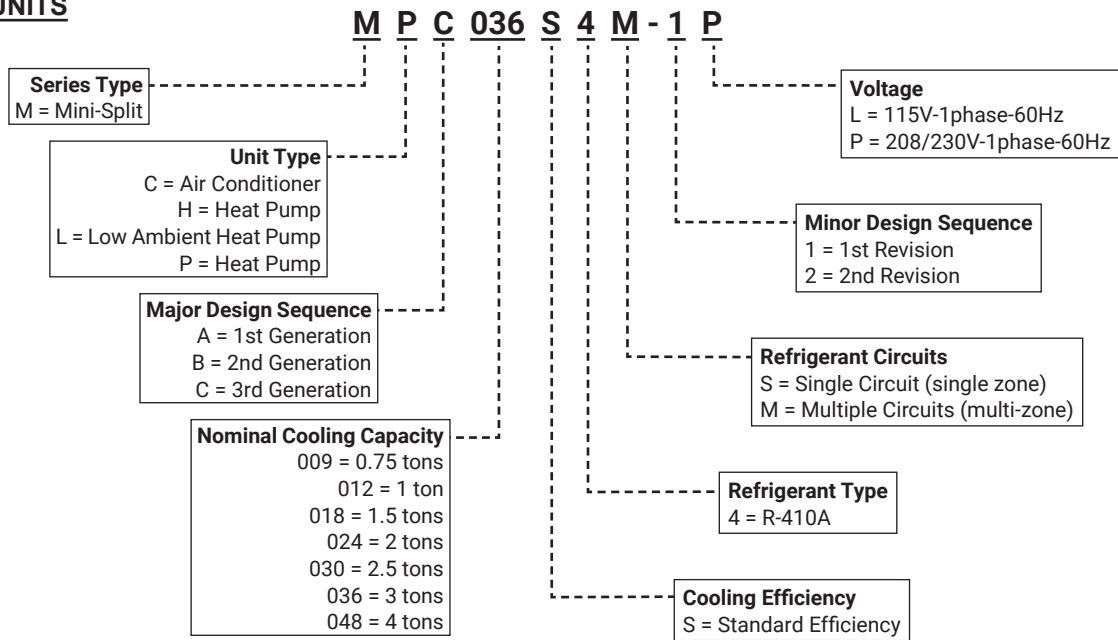 UNITS
M P C 036 S 4 M - 1 P
Series Type
M = Mini-Split
Unit Type
C = Air Conditioner
H = Heat Pump
L = Low Ambient Heat Pump
P = Heat Pump
Major Design Sequence
A = 1st Generation
B = 2nd Generation
C = 3rd Generation
Nominal Cooling Capacity
009 = 0.75 tons
012 = 1 ton
018 = 1.5 tons
024 = 2 tons
030 = 2.5 tons
036 = 3 tons
048 = 4 tons
Voltage
L = 115V-1phase-60Hz
P = 208/230V-1phase-60Hz
Minor Design Sequence
1 = 1st Revision
2 = 2nd Revision
Refrigerant Circuits
S = Single Circuit (single zone)
M = Multiple Circuits (multi-zone)
Refrigerant Type
4 = R-410A
Cooling Efficiency
S = Standard Efficiency